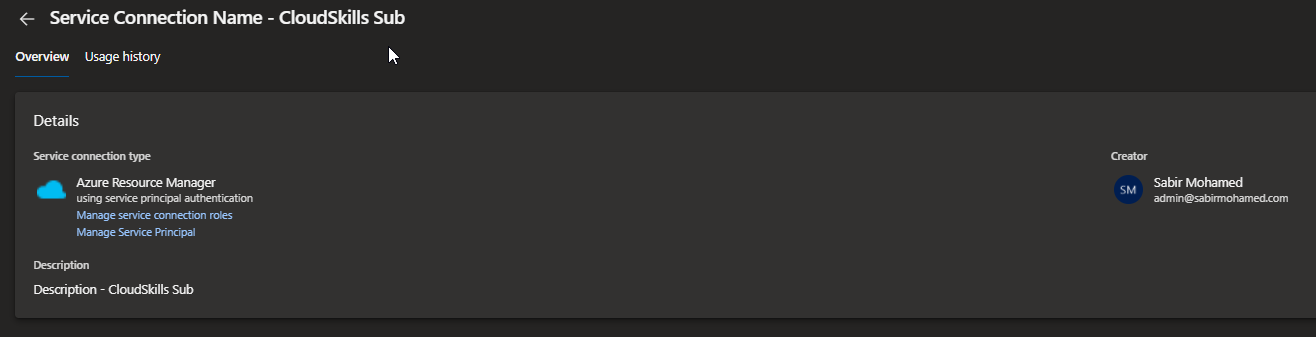 Service Connection Name - CloudSkills Sub
Overview Usage history
Details
Service connection type
Azure Resource Manager
using service principal authentication
Manage service connection roles
Manage Service Principal
Creator
SM
Sabir Mohamed
admin@sabirmohamed.com
Description
Description - CloudSkills Sub